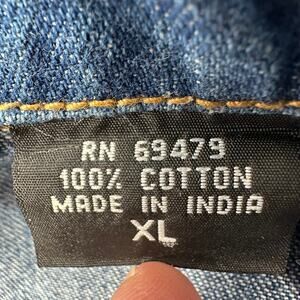 RN 69479
100% COTTON
MADE IN INDIA
XL